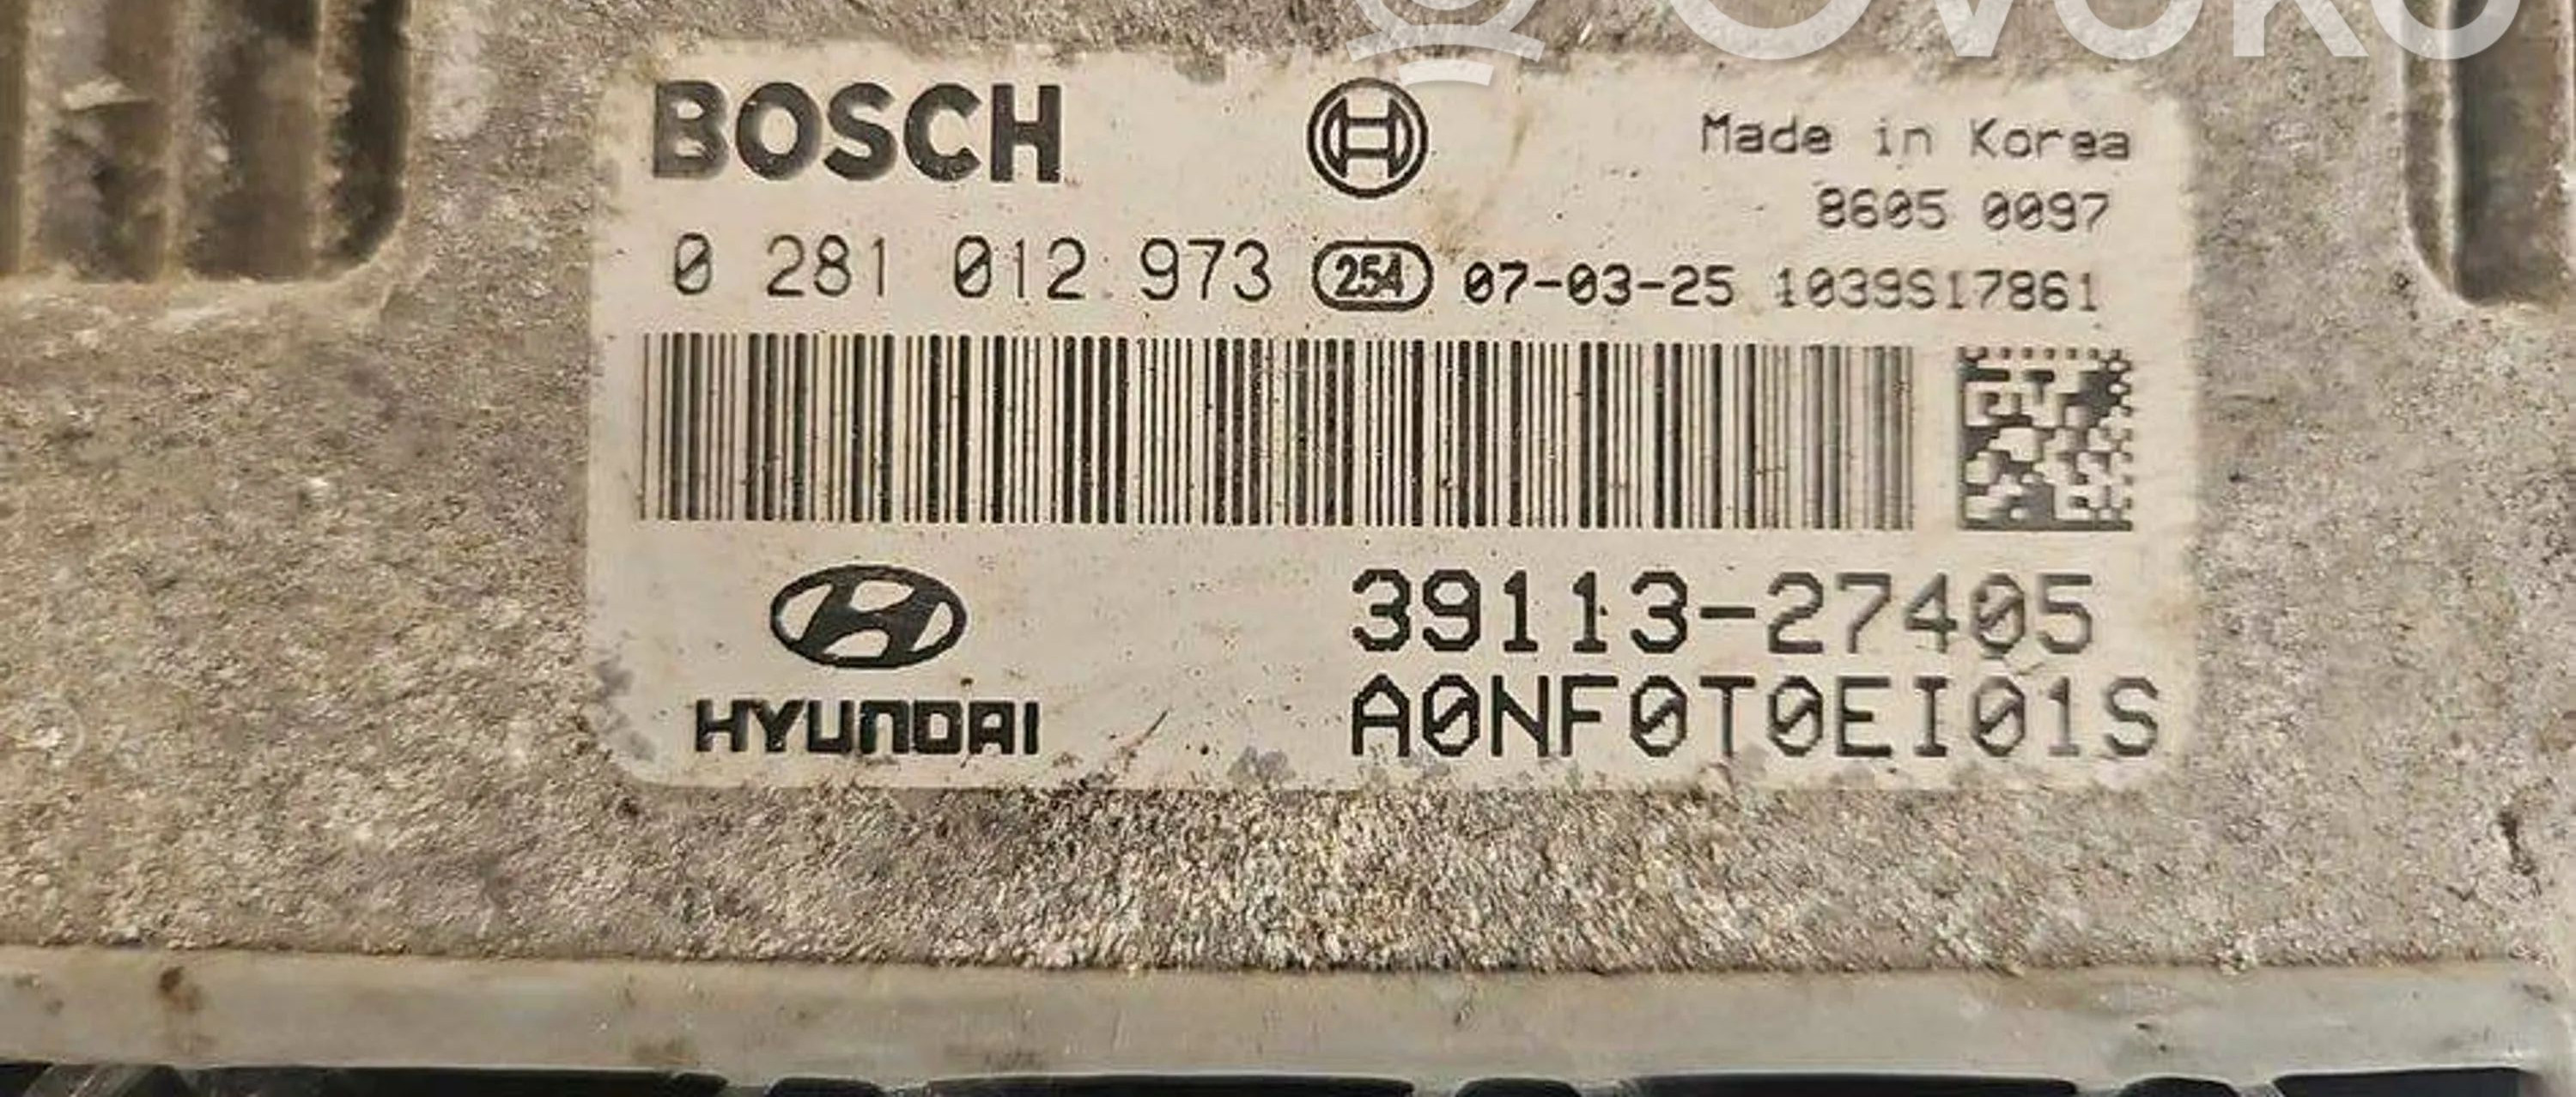 BOSCH
Made in Korea
8605 0097
0 281 012 973 254 07-03-25 1039S17861
39113-27405
HYUNDAI
A0NF0T0EI01S